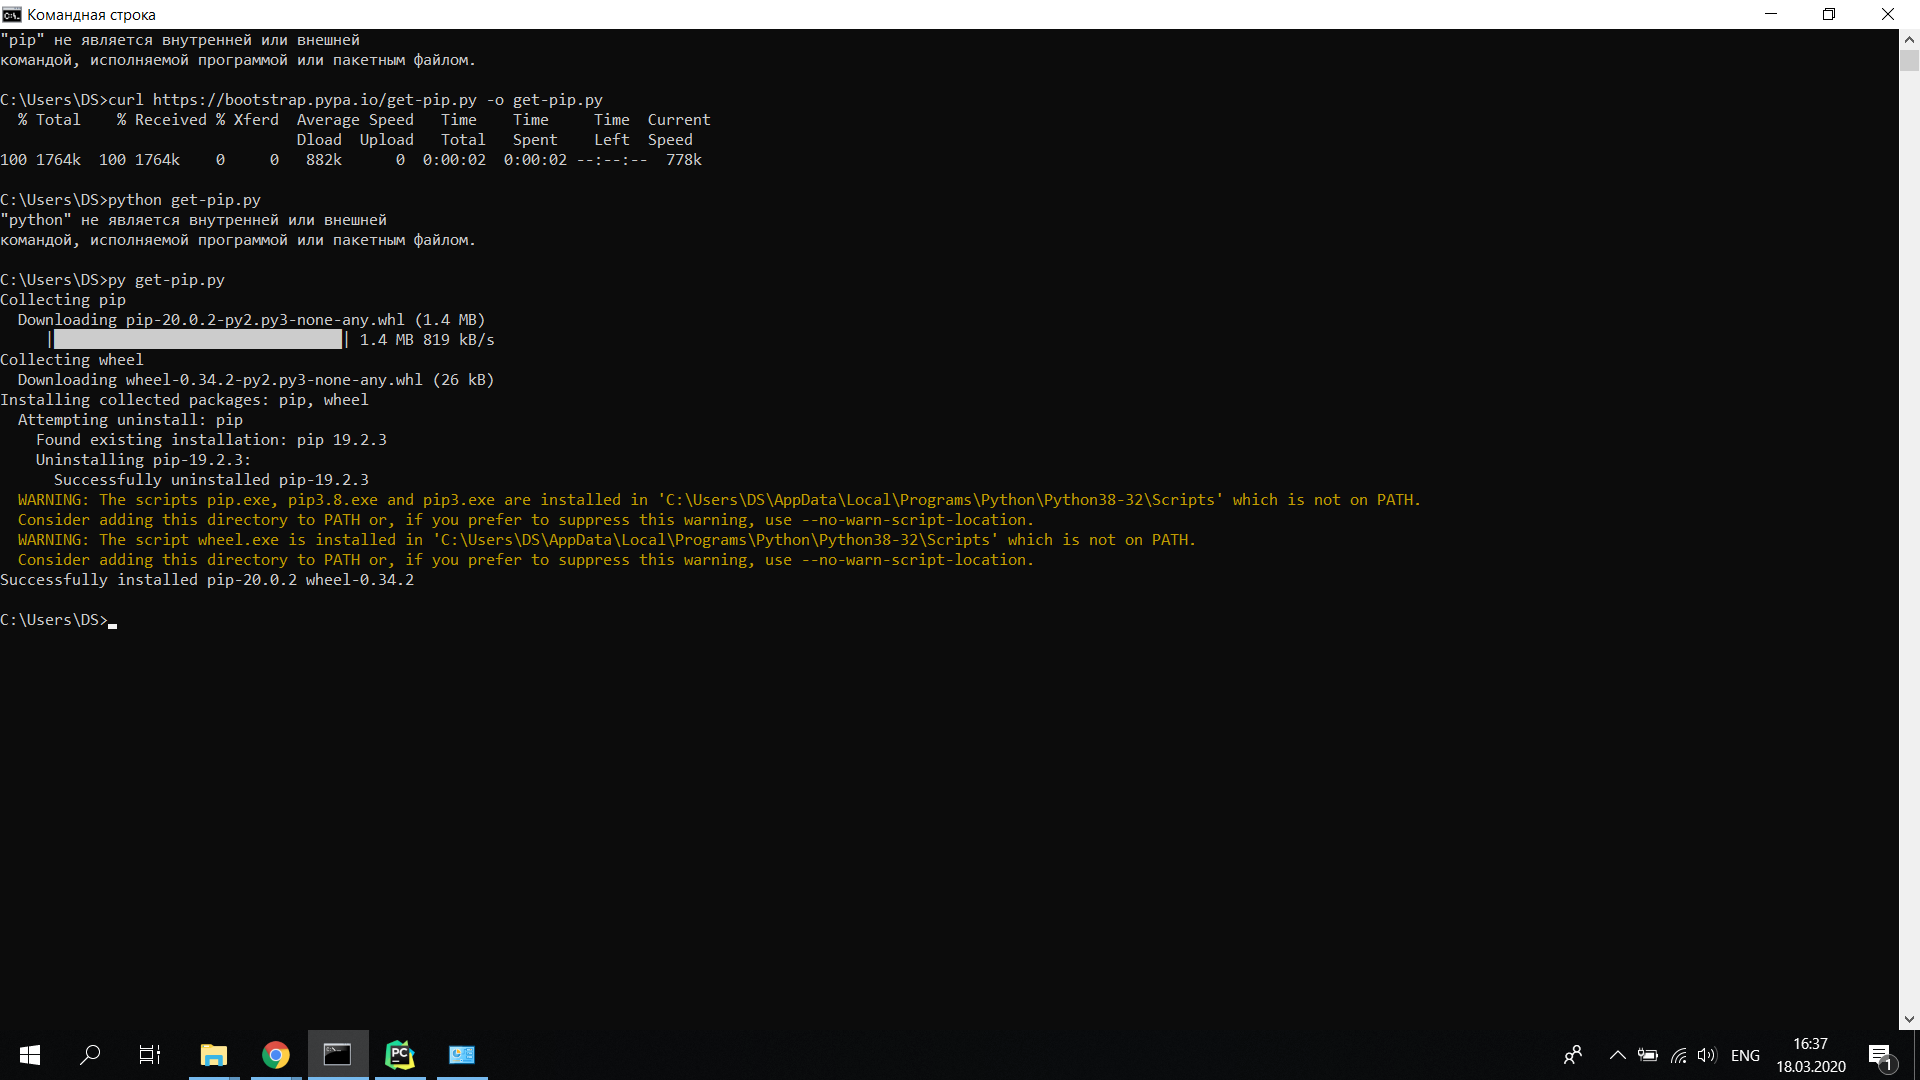 Командная строка
"pip" не является внутренней или внешней
командой, исполняемой программой или пакетным файлом.
C:\Users\DS>curl https://bootstrap.pypa.io/get-pip.py -o get-pip.py
  % Total    % Received % Xferd  Average Speed   Time    Time     Time  Current
                                 Dload  Upload   Total   Spent    Left  Speed
100 1764k  100 1764k    0     0   882k      0  0:00:02  0:00:02 --:--:--  778k
C:\Users\DS>python get-pip.py
"python" не является внутренней или внешней
командой, исполняемой программой или пакетным файлом.
C:\Users\DS>py get-pip.py
Collecting pip
  Downloading pip-20.0.2-py2.py3-none-any.whl (1.4 MB)
     |████████████████████████████████| 1.4 MB 819 kB/s
Collecting wheel
  Downloading wheel-0.34.2-py2.py3-none-any.whl (26 kB)
Installing collected packages: pip, wheel
  Attempting uninstall: pip
    Found existing installation: pip 19.2.3
    Uninstalling pip-19.2.3:
      Successfully uninstalled pip-19.2.3
  WARNING: The scripts pip.exe, pip3.8.exe and pip3.exe are installed in 'C:\Users\DS\AppData\Local\Programs\Python\Python38-32\Scripts' which is not on PATH.
  Consider adding this directory to PATH or, if you prefer to suppress this warning, use --no-warn-script-location.
  WARNING: The script wheel.exe is installed in 'C:\Users\DS\AppData\Local\Programs\Python\Python38-32\Scripts' which is not on PATH.
  Consider adding this directory to PATH or, if you prefer to suppress this warning, use --no-warn-script-location.
Successfully installed pip-20.0.2 wheel-0.34.2
C:\Users\DS>
PC
ENG
16:37
18.03.2020
1